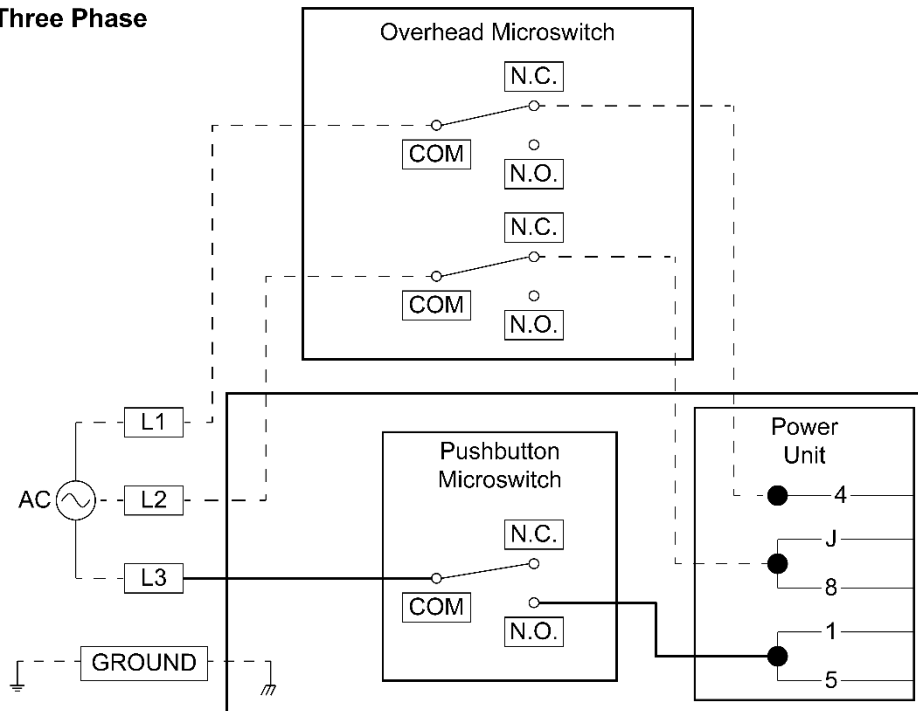 Three Phase
Overhead Microswitch
N.C.
COM
N.O.
N.C.
COM
N.O.
L1
AC
L2
L3
GROUND
Pushbutton
Microswitch
N.C.
COM
N.O.
Power
Unit
4
J
8
1
5